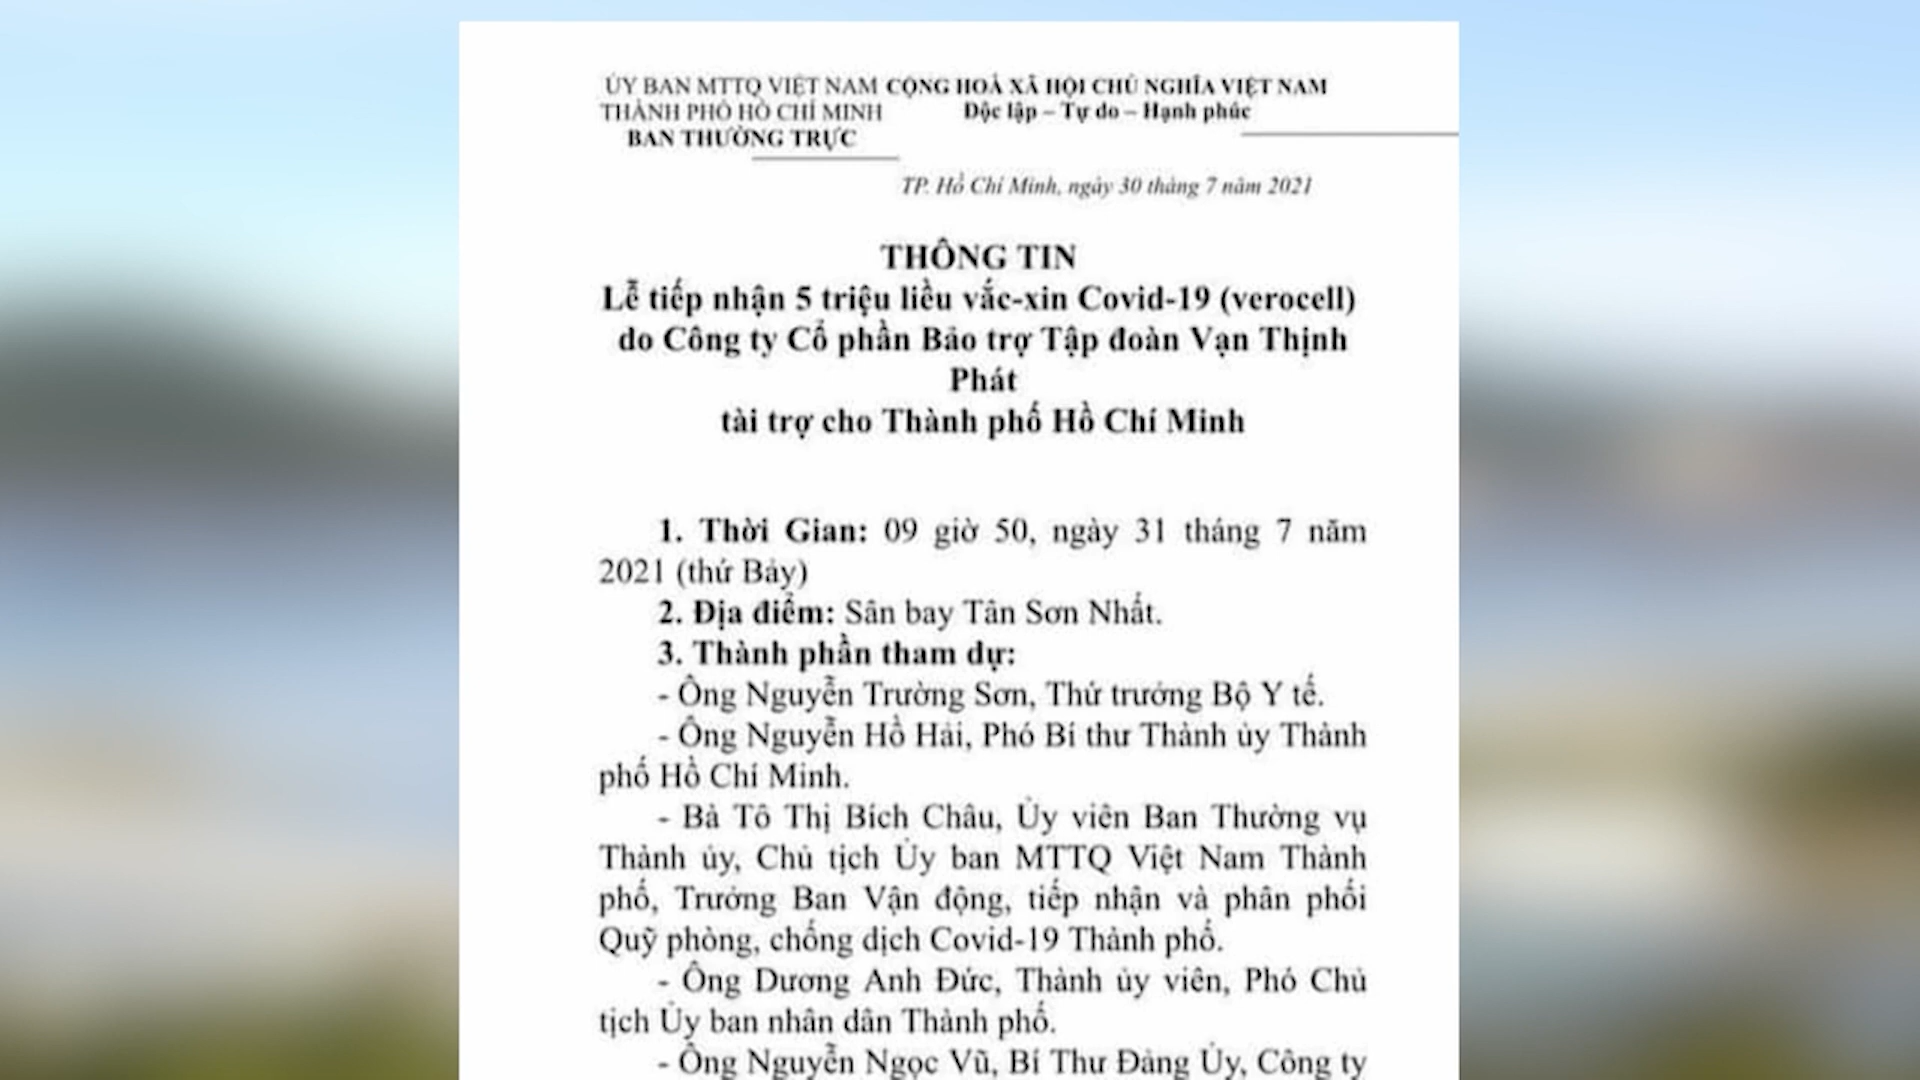 ỦY BAN MTTQ VIỆT NAM CỘNG HOÀ XÃ HỘI CHỦ NGHĨA VIỆT NAM
THÀNH PHỐ HỒ CHÍ MINH Độc lập – Tự do – Hạnh phúc
BAN THƯỜNG TRỰC
TP. Hồ Chí Minh, ngày 30 tháng 7 năm 2021
THÔNG TIN
Lễ tiếp nhận 5 triệu liều vắc-xin Covid-19 (verocell)
do Công ty Cổ phần Bảo trợ Tập đoàn Vạn Thịnh
Phát
tài trợ cho Thành phố Hồ Chí Minh
1. Thời Gian: 09 giờ 50, ngày 31 tháng 7 năm
2021 (thứ Bảy)
2. Địa điểm: Sân bay Tân Sơn Nhất.
3. Thành phần tham dự:
- Ông Nguyễn Trường Sơn, Thứ trưởng Bộ Y tế.
- Ông Nguyễn Hồ Hải, Phó Bí thư Thành ủy Thành
phố Hồ Chí Minh.
- Bà Tô Thị Bích Châu, Ủy viên Ban Thường vụ
Thành ủy, Chủ tịch Ủy ban MTTQ Việt Nam Thành
phố, Trưởng Ban Vận động, tiếp nhận và phân phối
Quỹ phòng, chống dịch Covid-19 Thành phố.
- Ông Dương Anh Đức, Thành ủy viên, Phó Chủ
tịch Ủy ban nhân dân Thành phố.
- Ông Nguyễn Ngọc Vũ, Bí Thư Đảng Ủy, Công ty